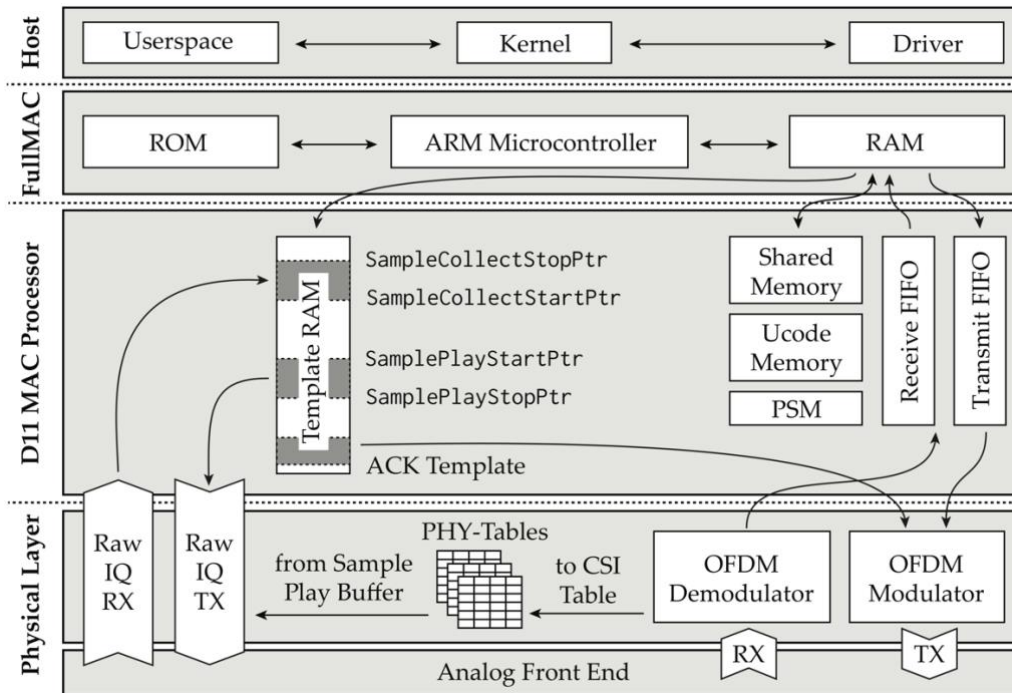 Host
Userspace
Kernel
Driver
FullMAC
ROM
ARM Microcontroller
RAM
D11 MAC Processor
Template RAM
SampleCollectStopPtr
SampleCollectStartPtr
SamplePlayStartPtr
SamplePlayStopPtr
ACK Template
Shared
Memory
Ucode
Memory
PSM
Receive FIFO
Transmit FIFO
Physical Layer
Raw
IQ
RX
Raw
IQ
TX
from Sample
Play Buffer
PHY-Tables
to CSI
Table
OFDM
Demodulator
OFDM
Modulator
RX
TX
Analog Front End